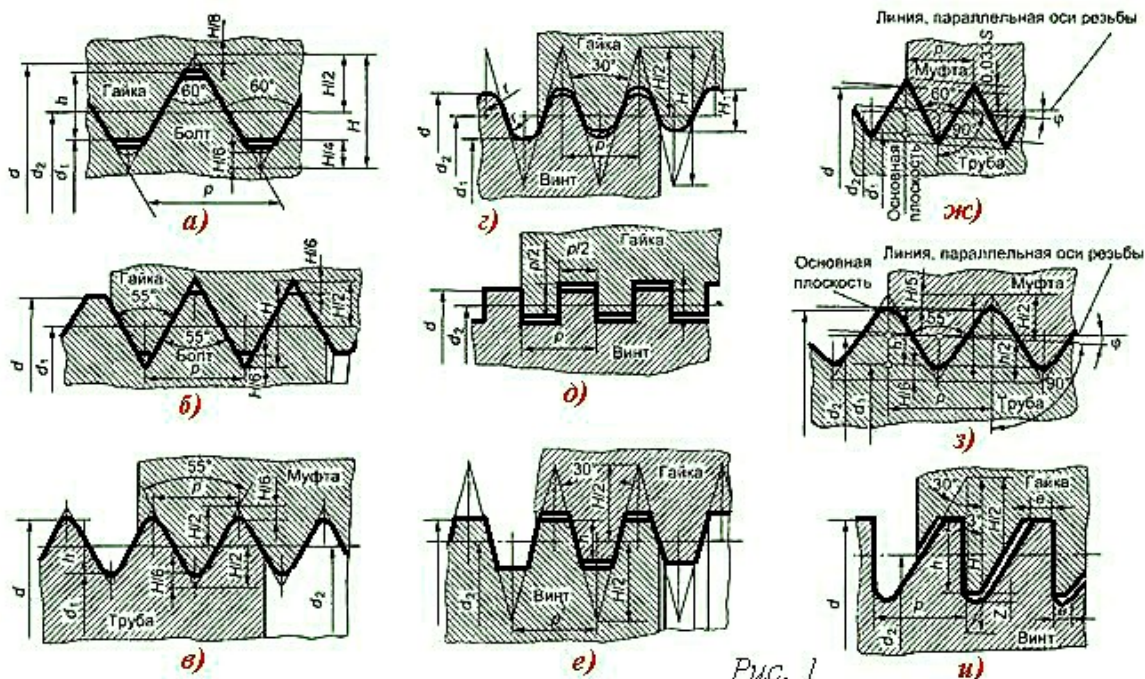 H/8
Гайка
60°
60°
Болт
H/2
H
H/6
H/4
d
d₂
d₁
h
p
а)
Гайка
30°
H/2
H
H₁
r
d
d₂
d₁
p
Винт
г)
Линия, параллельная оси резьбы
p
Муфта
0,033S
60°
90°
φ
d
d₂
d₁
Основная
плоскость
Труба
ж)
Гайка
55°
H/6
H
H/2
55°
Болт
p
H/6
d
d₁
б)
p/2
p/2
Гайка
d
d₂
p
Винт
д)
Линия, параллельная оси резьбы
Основная
плоскость
H/5
Муфта
H/2
55°
h
h/2
φ
H/6
p
90°
d₂
d₁
Труба
з)
55°
Муфта
p
H/6
H/2
h
H/6
H/2
d
d₁
d₂
Труба
в)
30°
H/2
Гайка
d
d₂
Винт
H/2
p
е)
30°
Гайка
e
H/2
H
h
d
d₂
p
Z
Винт
и)
Рис. 1